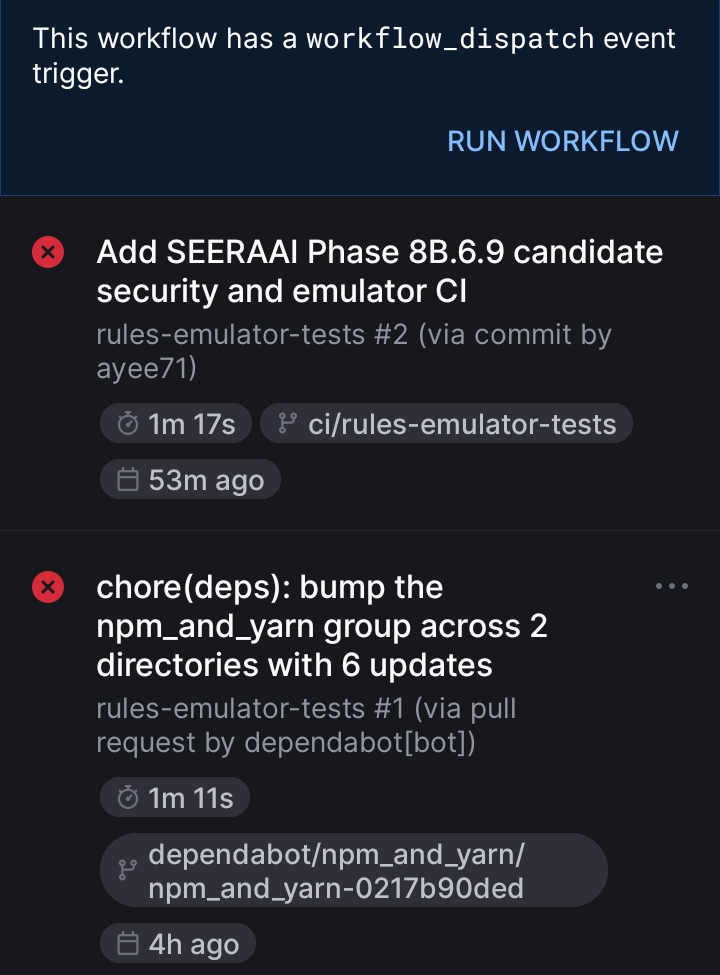 This workflow has a workflow_dispatch event
trigger.
RUN WORKFLOW
Add SEERAAI Phase 8B.6.9 candidate
security and emulator CI
rules-emulator-tests #2 (via commit by
ayee71)
1m 17s
ci/rules-emulator-tests
53m ago
chore(deps): bump the
npm_and_yarn group across 2
directories with 6 updates
rules-emulator-tests #1 (via pull
request by dependabot[bot])
1m 11s
dependabot/npm_and_yarn/
npm_and_yarn-0217b90ded
4h ago